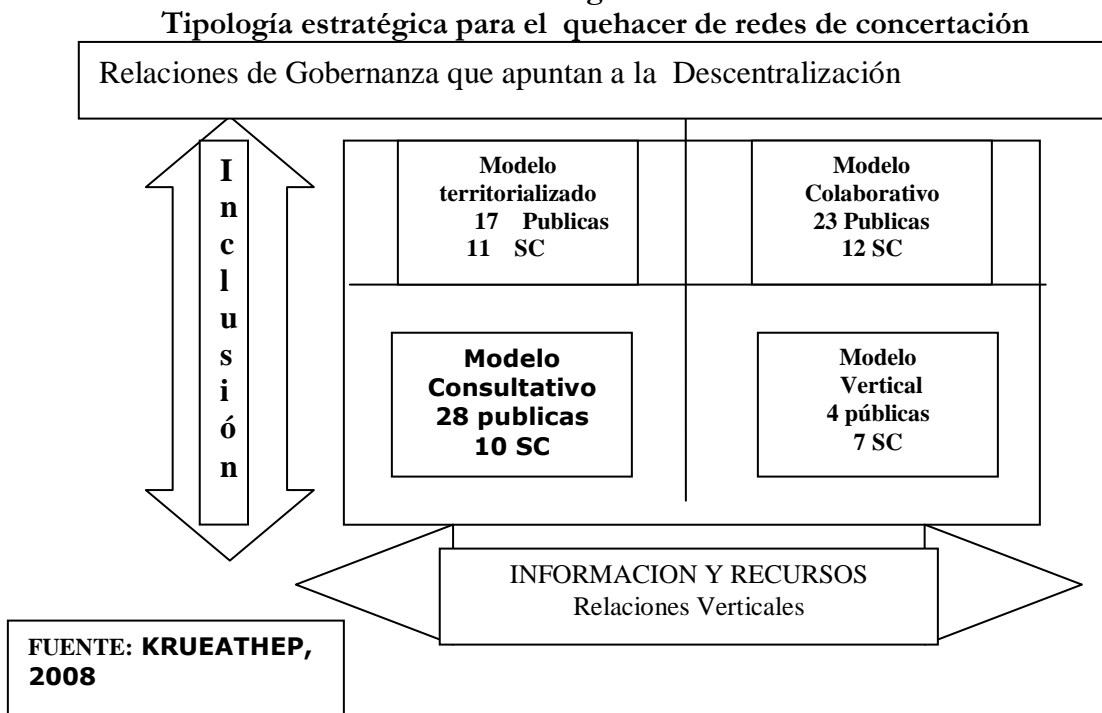 Tipología estratégica para el quehacer de redes de concertación
Relaciones de Gobernanza que apuntan a la Descentralización
Inclusión
Modelo
territorializado
17 Publicas
11 SC
Modelo
Colaborativo
23 Publicas
12 SC
Modelo
Consultativo
28 publicas
10 SC
Modelo
Vertical
4 públicas
7 SC
INFORMACION Y RECURSOS
Relaciones Verticales
FUENTE: KRUEATHEP,
2008